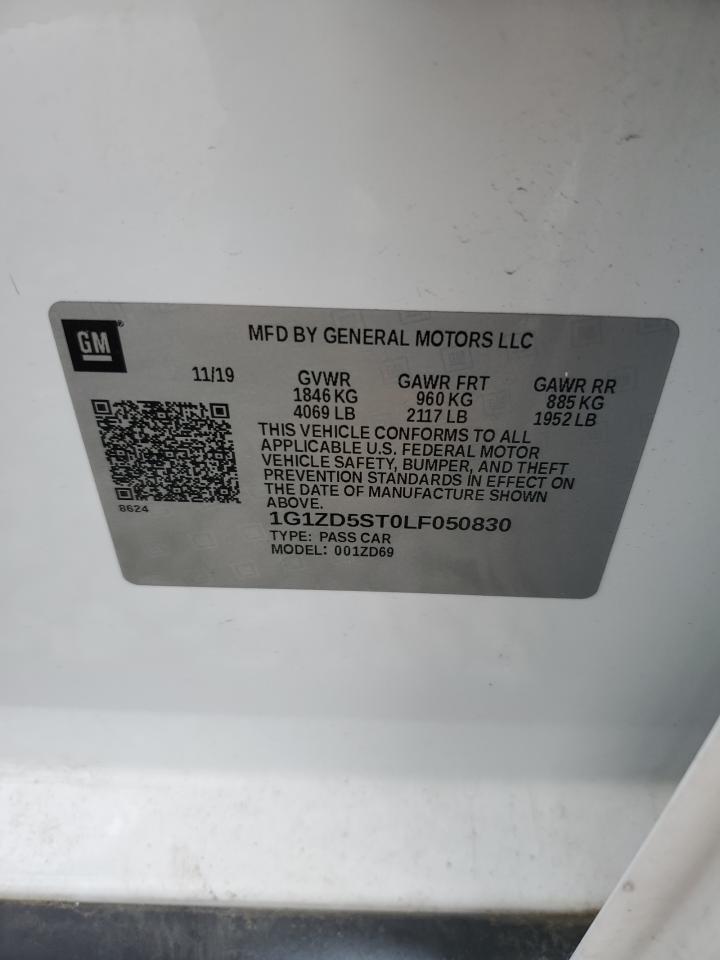 GM®
MFD BY GENERAL MOTORS LLC
11/19 GVWR GAWR FRT GAWR RR
1846 KG 960 KG 885 KG
4069 LB 2117 LB 1952 LB
THIS VEHICLE CONFORMS TO ALL
APPLICABLE U.S. FEDERAL MOTOR
VEHICLE SAFETY, BUMPER, AND THEFT
PREVENTION STANDARDS IN EFFECT ON
THE DATE OF MANUFACTURE SHOWN
ABOVE.
8624
1G1ZD5ST0LF050830
TYPE: PASS CAR
MODEL: 001ZD69